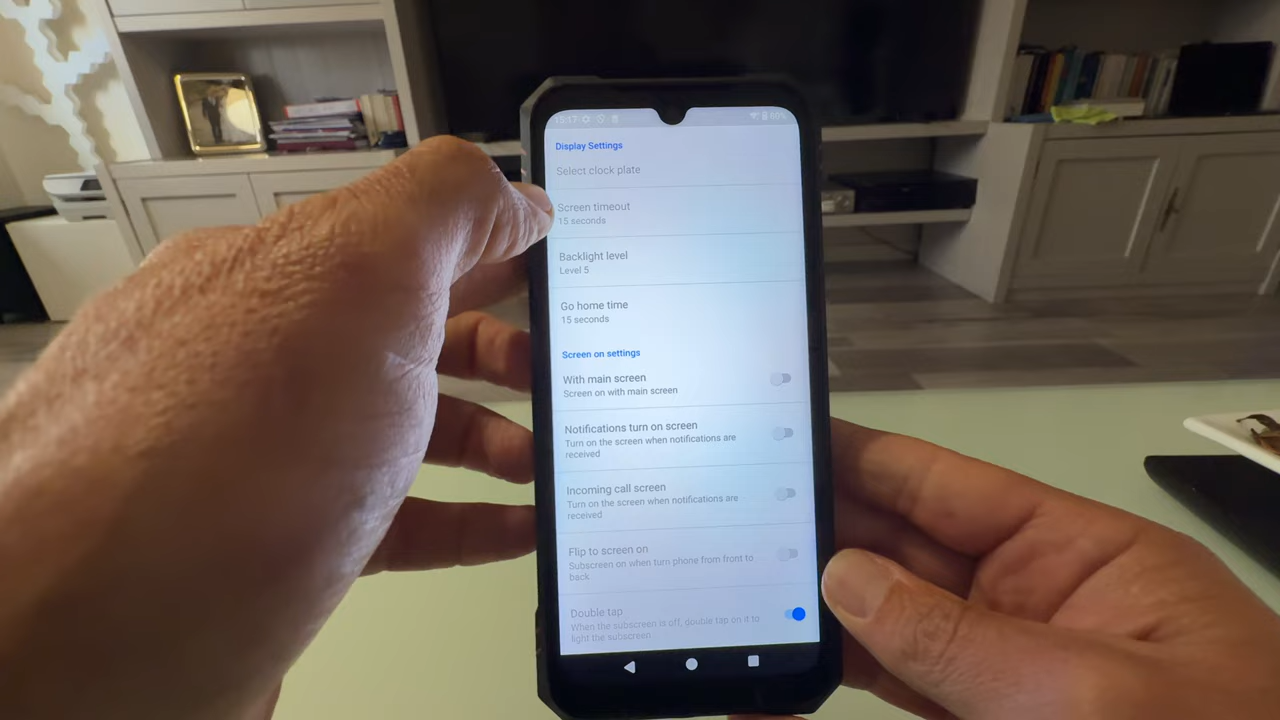 15:17 60%
Display Settings
Select clock plate
Screen timeout
15 seconds
Backlight level
Level 5
Go home time
15 seconds
Screen on settings
With main screen
Screen on with main screen
Notifications turn on screen
Turn on the screen when notifications are
received
Incoming call screen
Turn on the screen when notifications are
received
Flip to screen on
Subscreen on when turn phone from front to
back
Double tap
When the subscreen is off, double tap on it to
light the subscreen